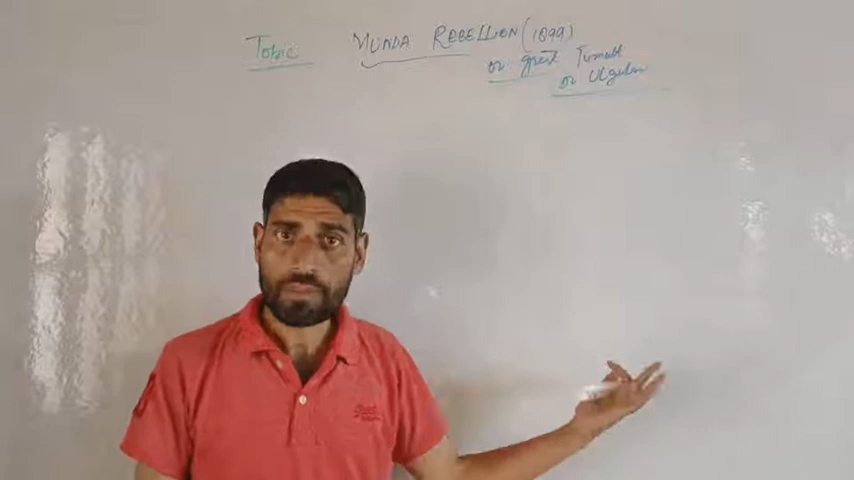 Topic MUNDA REBELLION (1899)
or great Tumult
or Ulgulan